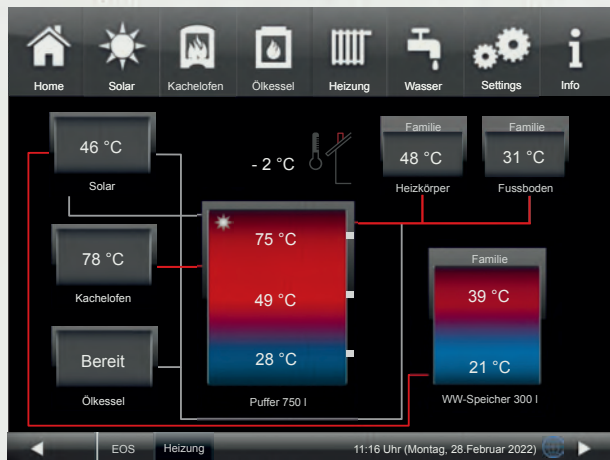 Home Solar Kachelofen Ölkessel Heizung Wasser Settings Info
46 °C
Solar
- 2 °C
Familie
48 °C
Heizkörper
Familie
31 °C
Fussboden
78 °C
Kachelofen
75 °C
49 °C
28 °C
Puffer 750 l
Familie
39 °C
21 °C
WW-Speicher 300 l
Bereit
Ölkessel
EOS Heizung 11:16 Uhr (Montag, 28.Februar 2022)